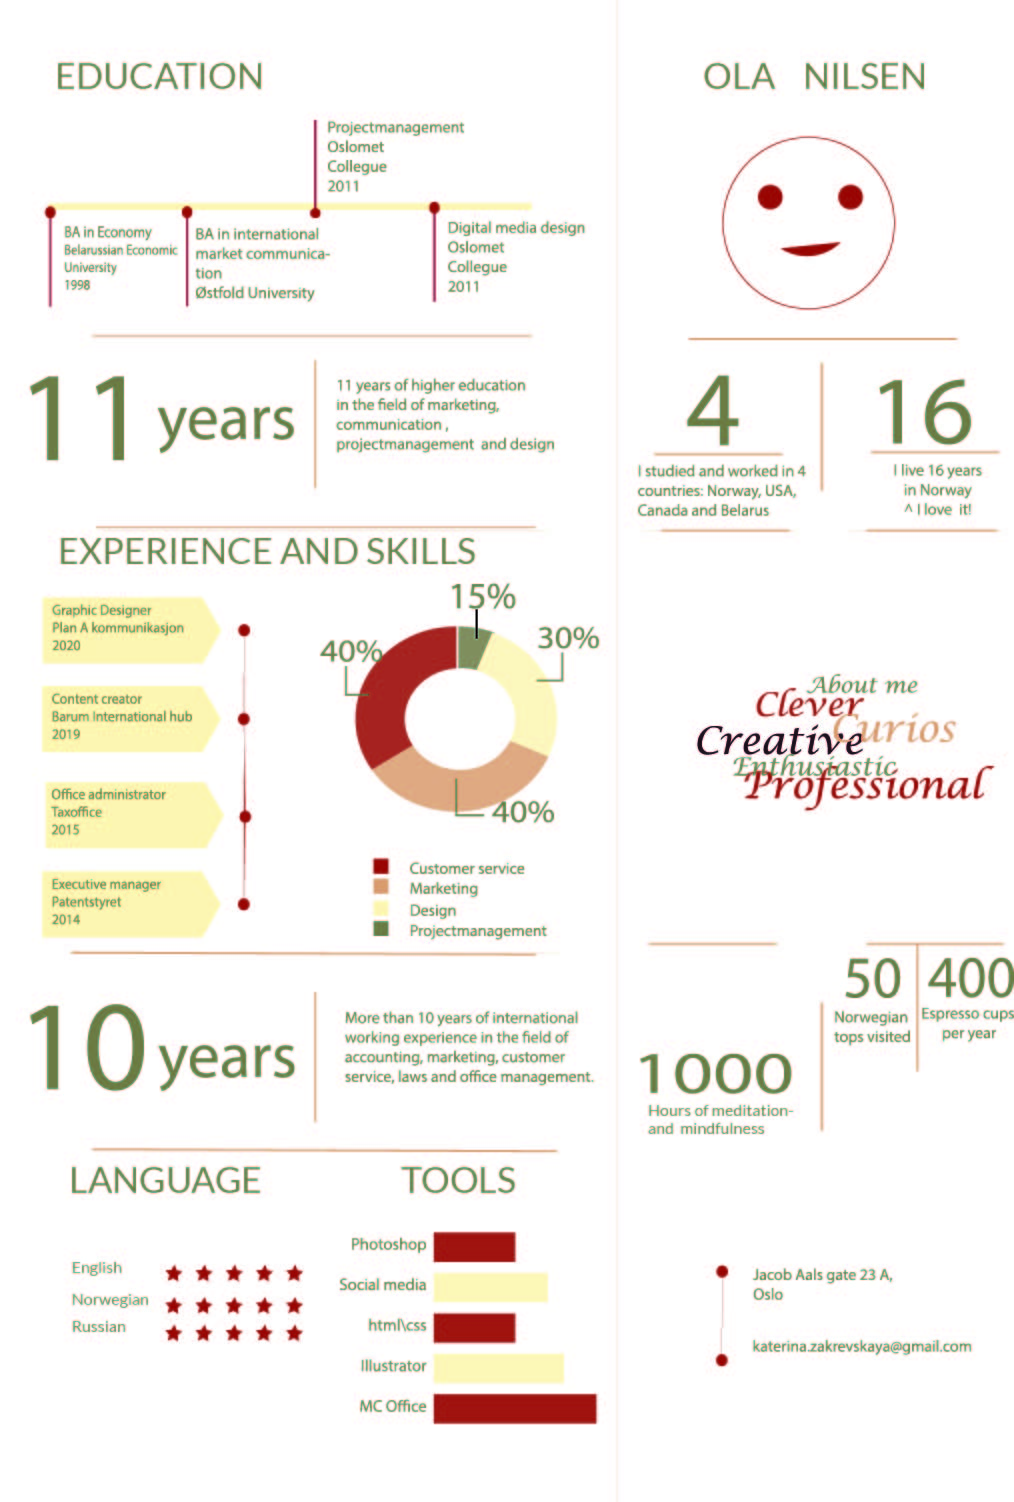 EDUCATION
Projectmanagement
Oslomet
Collegue
2011
BA in Economy
Belarussian Economic
University
1998
BA in international
market communica-
tion
Østfold University
Digital media design
Oslomet
Collegue
2011
11 years
11 years of higher education
in the field of marketing,
communication ,
projectmanagement and design
EXPERIENCE AND SKILLS
Graphic Designer
Plan A kommunikasjon
2020
Content creator
Barum International hub
2019
Office administrator
Taxoffice
2015
Executive manager
Patentstyret
2014
15%
30%
40%
40%
Customer service
Marketing
Design
Projectmanagement
10 years
More than 10 years of international
working experience in the field of
accounting, marketing, customer
service, laws and office management.
LANGUAGE
English
Norwegian
Russian
TOOLS
Photoshop
Social media
html\css
Illustrator
MC Office
OLA NILSEN
4
I studied and worked in 4
countries: Norway, USA,
Canada and Belarus
16
I live 16 years
in Norway
^ I love it!
About me
Clever
Curios
Creative
Enthusiastic
Professional
50
Norwegian
tops visited
400
Espresso cups
per year
1000
Hours of meditation-
and mindfulness
Jacob Aals gate 23 A,
Oslo
katerina.zakrevskaya@gmail.com